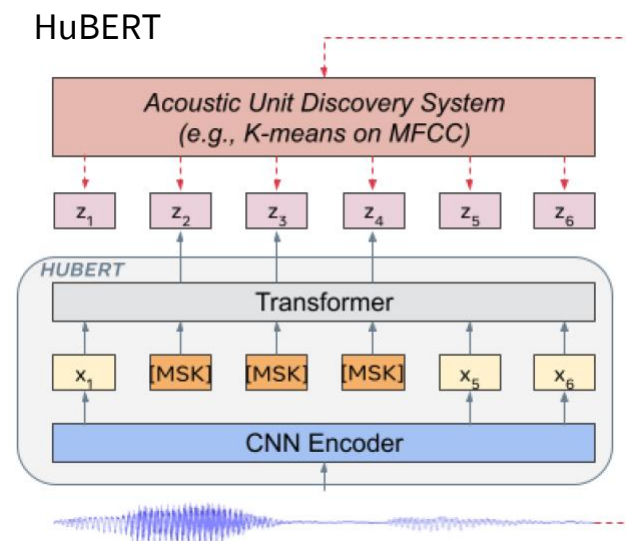 HuBERT
Acoustic Unit Discovery System
(e.g., K-means on MFCC)
z1 z2 z3 z4 z5 z6
HUBERT
Transformer
x1 [MSK] [MSK] [MSK] x5 x6
CNN Encoder